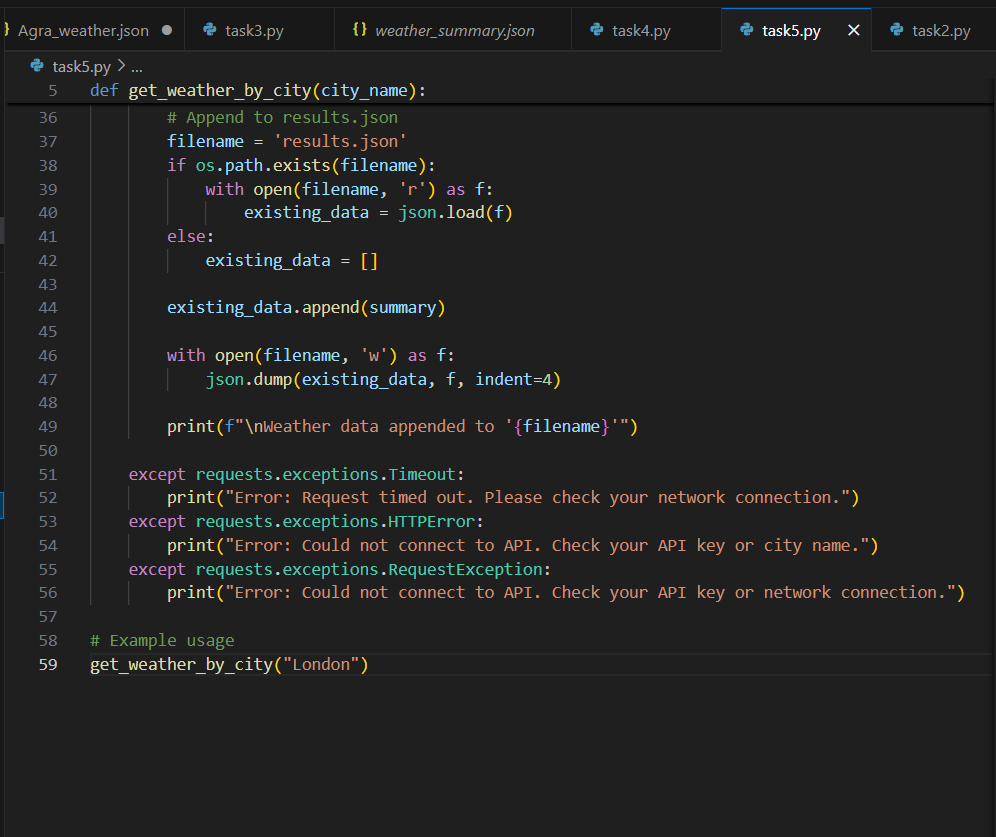 } Agra_weather.json ● task3.py {} weather_summary.json task4.py task5.py × task2.py
task5.py > ...
5 def get_weather_by_city(city_name):
36 # Append to results.json
37 filename = 'results.json'
38 if os.path.exists(filename):
39 with open(filename, 'r') as f:
40 existing_data = json.load(f)
41 else:
42 existing_data = []
43
44 existing_data.append(summary)
45
46 with open(filename, 'w') as f:
47 json.dump(existing_data, f, indent=4)
48
49 print(f"\nWeather data appended to '{filename}'")
50
51 except requests.exceptions.Timeout:
52 print("Error: Request timed out. Please check your network connection.")
53 except requests.exceptions.HTTPError:
54 print("Error: Could not connect to API. Check your API key or city name.")
55 except requests.exceptions.RequestException:
56 print("Error: Could not connect to API. Check your API key or network connection.")
57
58 # Example usage
59 get_weather_by_city("London")